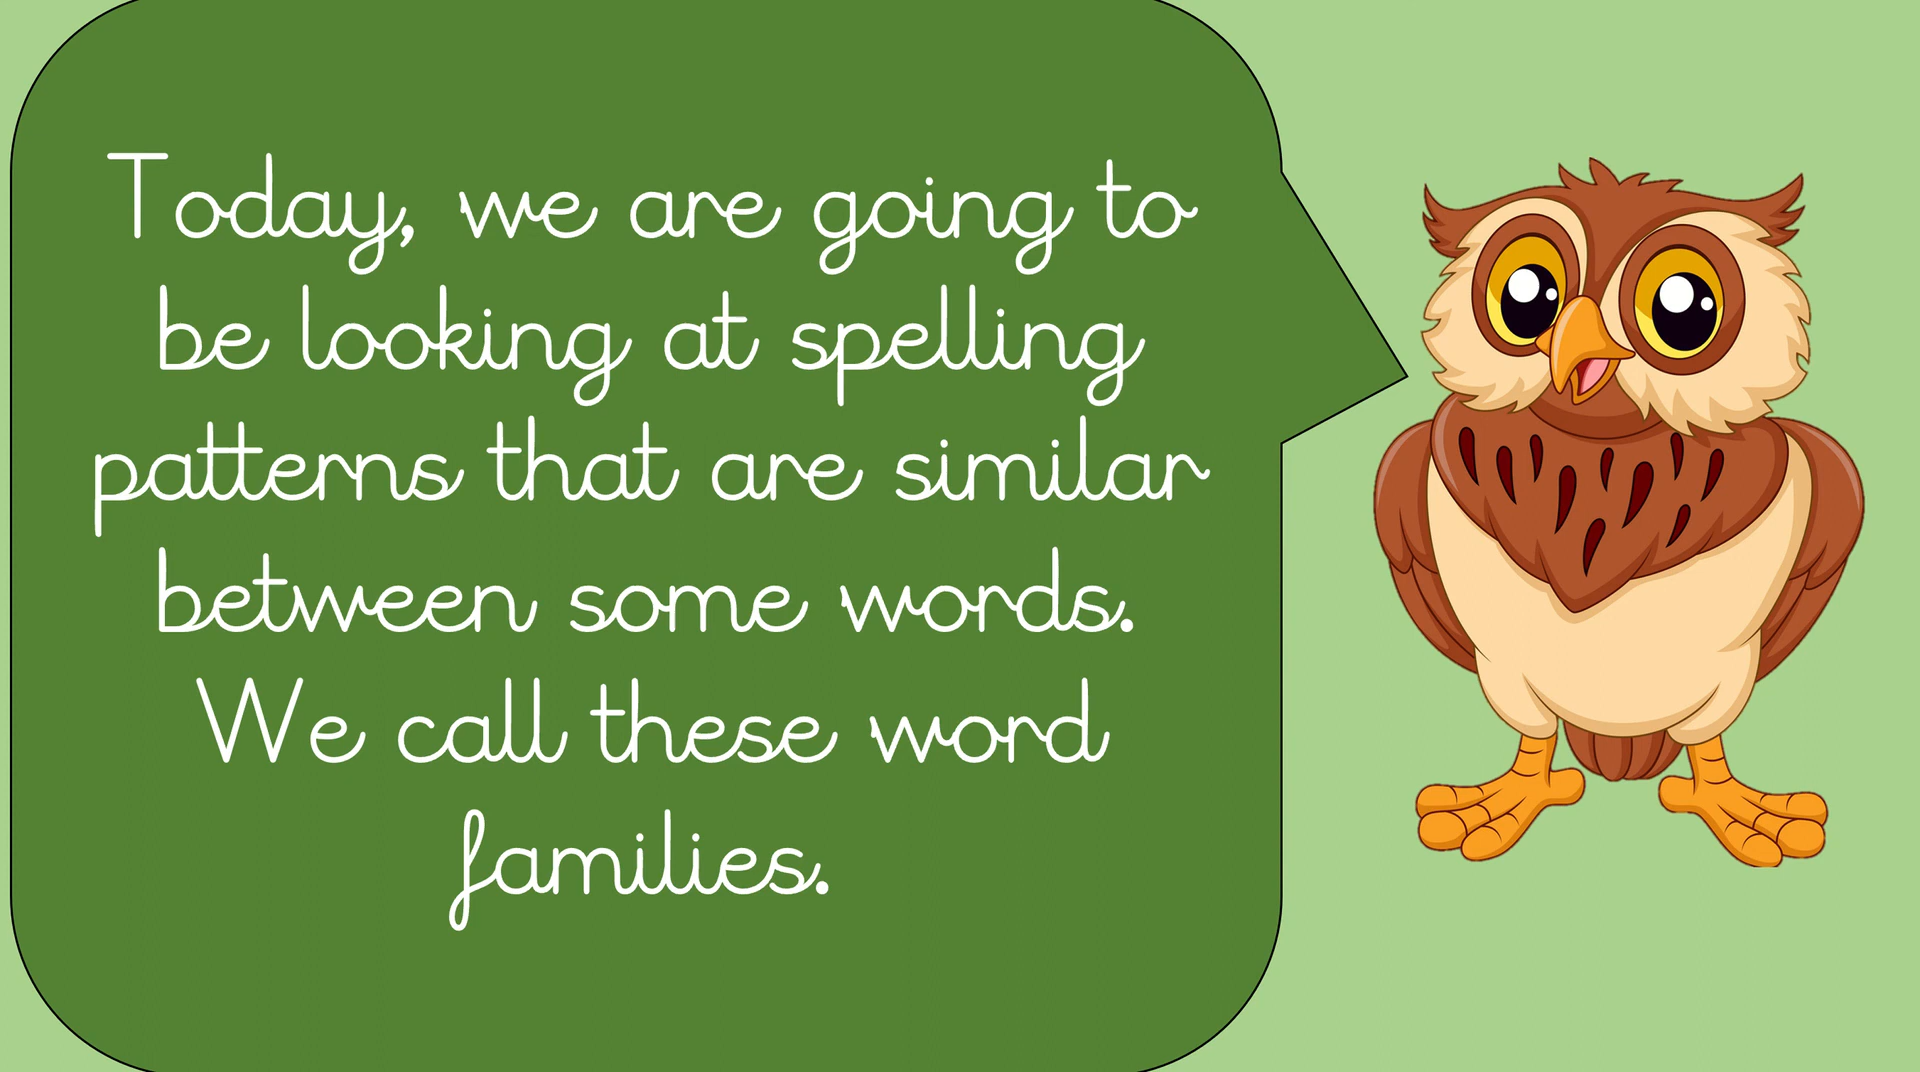 Today, we are going to
be looking at spelling
patterns that are similar
between some words.
We call these word
families.